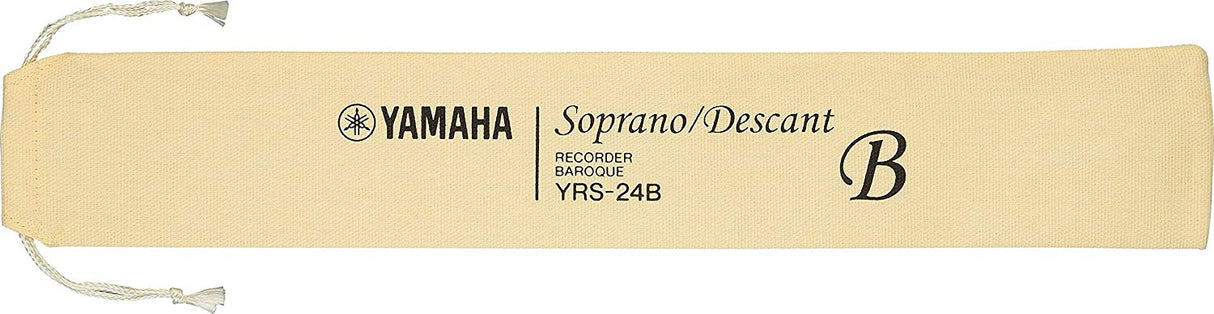 YAMAHA
Soprano/Descant
RECORDER
BAROQUE
YRS-24B
B